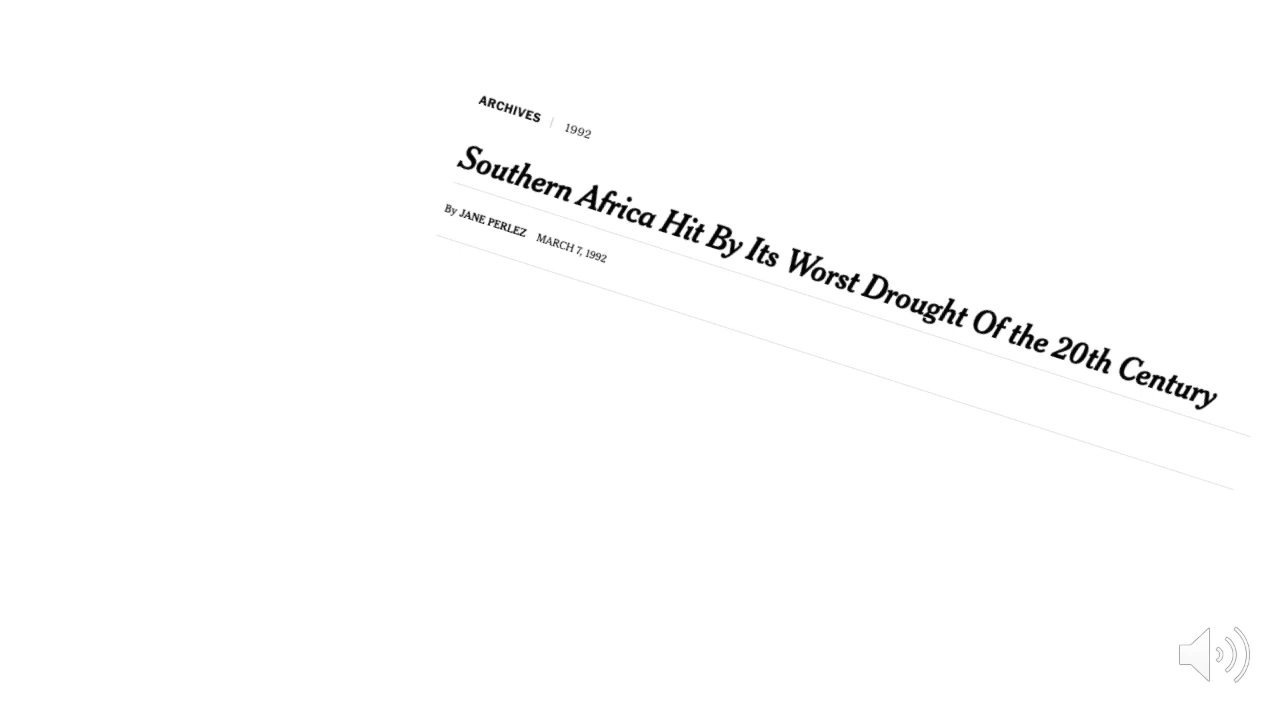 ARCHIVES | 1992
Southern Africa Hit By Its Worst Drought Of the 20th Century
By JANE PERLEZ MARCH 7, 1992